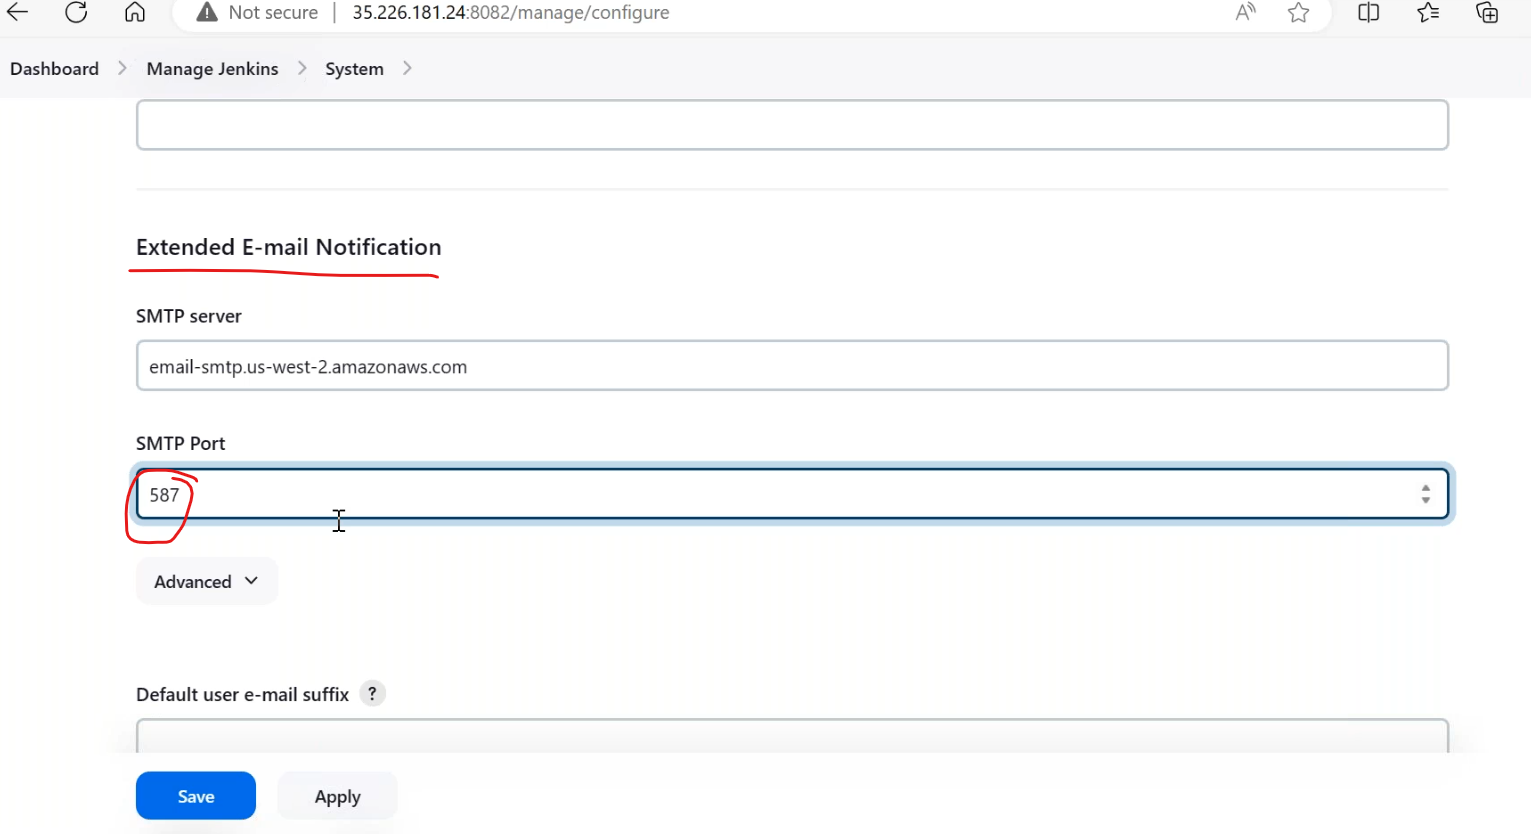 Not secure | 35.226.181.24:8082/manage/configure
Dashboard > Manage Jenkins > System >
Extended E-mail Notification
SMTP server
email-smtp.us-west-2.amazonaws.com
SMTP Port
587
Advanced
Default user e-mail suffix ?
Save Apply